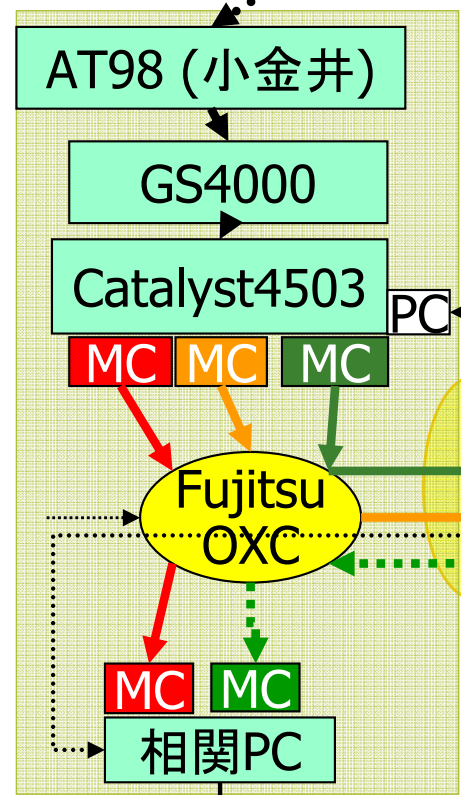 AT98 (小金井)
GS4000
Catalyst4503
PC
MC MC MC
Fujitsu
OXC
MC MC
相関PC